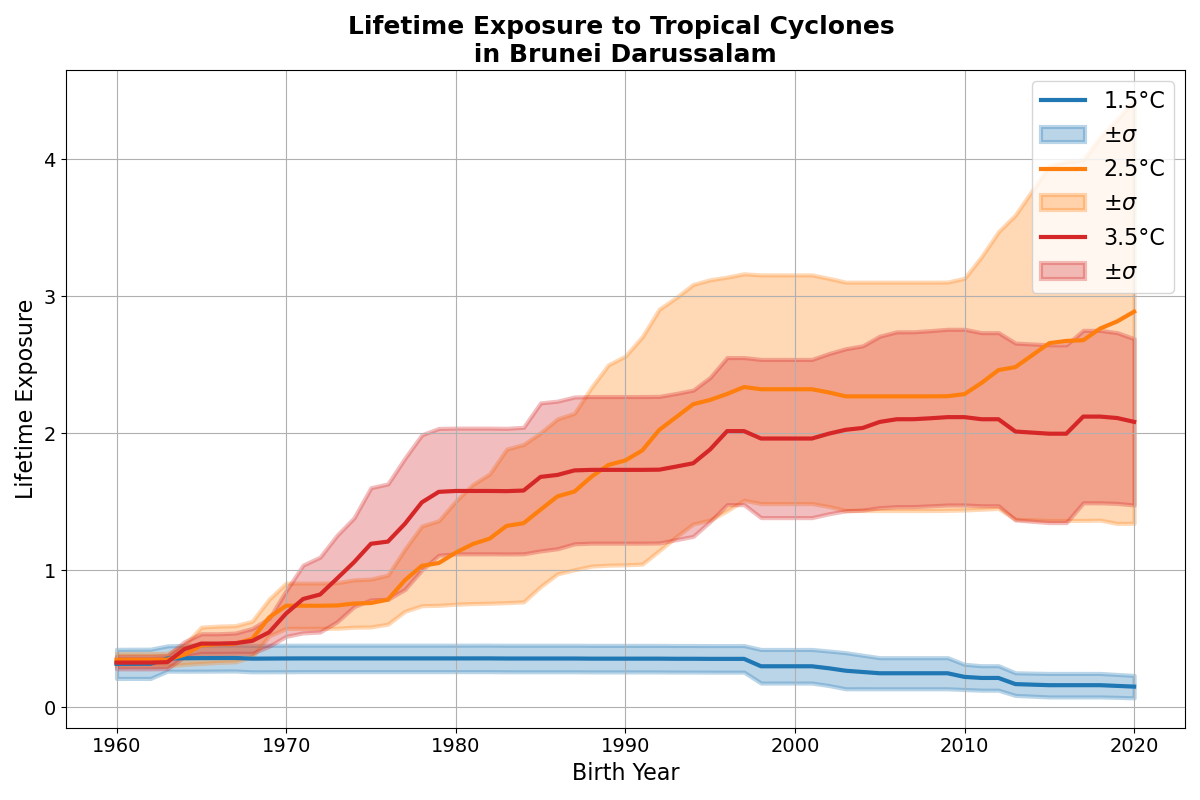 Lifetime Exposure to Tropical Cyclones
in Brunei Darussalam
1.5°C
±σ
2.5°C
±σ
3.5°C
±σ
4
3
2
1
0
Lifetime Exposure
1960 1970 1980 1990 2000 2010 2020
Birth Year